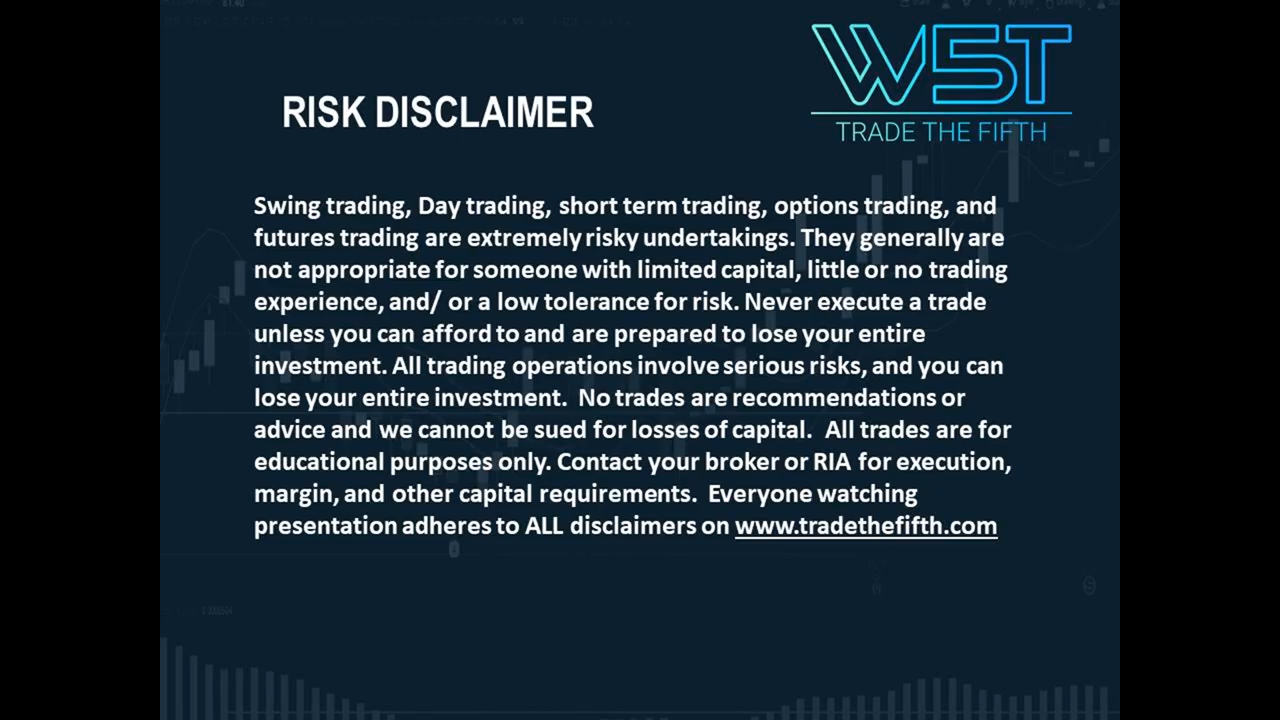 W5T
TRADE THE FIFTH
RISK DISCLAIMER
Swing trading, Day trading, short term trading, options trading, and
futures trading are extremely risky undertakings. They generally are
not appropriate for someone with limited capital, little or no trading
experience, and/ or a low tolerance for risk. Never execute a trade
unless you can afford to and are prepared to lose your entire
investment. All trading operations involve serious risks, and you can
lose your entire investment.  No trades are recommendations or
advice and we cannot be sued for losses of capital.  All trades are for
educational purposes only. Contact your broker or RIA for execution,
margin, and other capital requirements.  Everyone watching
presentation adheres to ALL disclaimers on www.tradethefifth.com